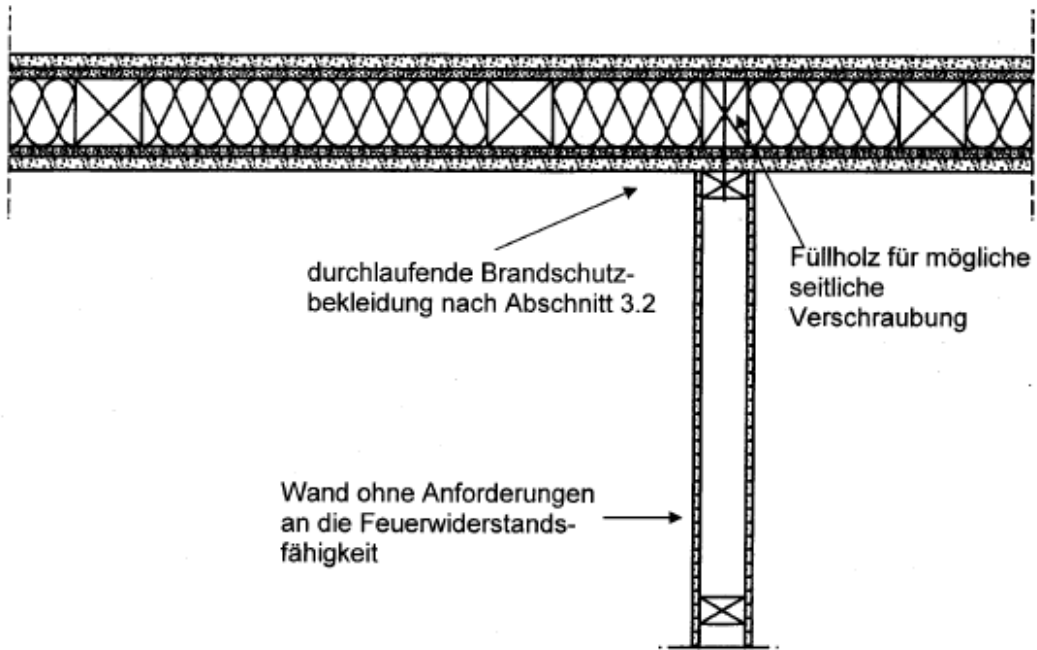 durchlaufende Brandschutz-
bekleidung nach Abschnitt 3.2
Füllholz für mögliche
seitliche
Verschraubung
Wand ohne Anforderungen
an die Feuerwiderstands-
fähigkeit